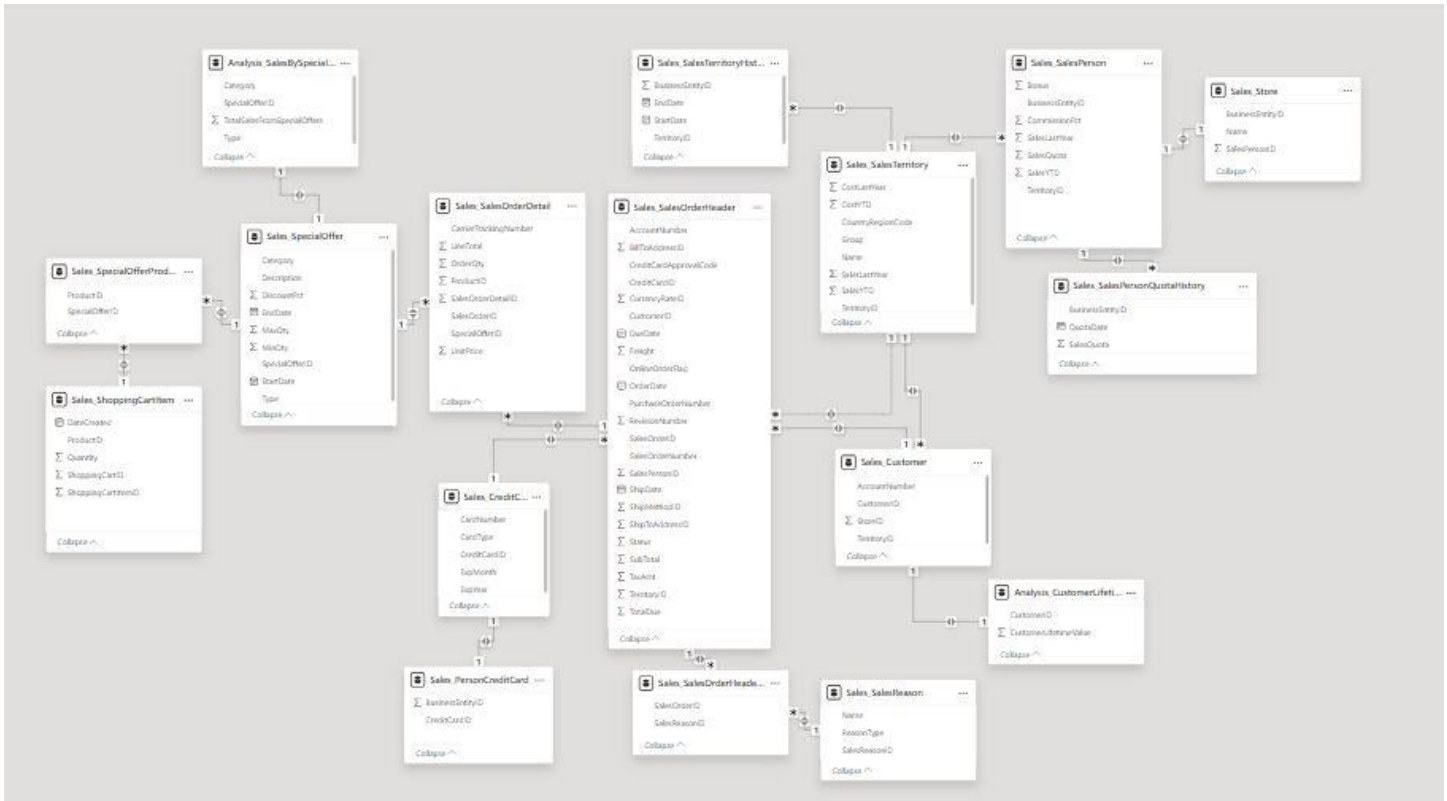 Analysis_SalesBySpecial... ...
Category
SpecialOfferID
TotalSalesFromSpecialOffers
Type
Collapse
Sales_SalesTerritoryHist... ...
BusinessEntityID
EndDate
StartDate
TerritoryID
Collapse
Sales_SalesPerson ...
Bonus
BusinessEntityID
CommissionPct
SalesLastYear
SalesQuota
SalesYTD
TerritoryID
Collapse
Sales_Store ...
BusinessEntityID
Name
SalesPersonID
Collapse
Sales_SalesTerritory ...
CostLastYear
CostYTD
CountryRegionCode
Group
Name
SalesLastYear
SalesYTD
TerritoryID
Collapse
Sales_SpecialOffer ...
Category
Description
DiscountPct
EndDate
MaxQty
MinQty
SpecialOfferID
StartDate
Type
Collapse
Sales_SalesOrderDetail ...
CarrierTrackingNumber
LineTotal
OrderQty
ProductID
SalesOrderDetailID
SalesOrderID
SpecialOfferID
UnitPrice
Collapse
Sales_SalesOrderHeader ...
AccountNumber
BillToAddressID
CreditCardApprovalCode
CreditCardID
CurrencyRateID
CustomerID
DueDate
Freight
OnlineOrderFlag
OrderDate
PurchaseOrderNumber
RevisionNumber
SalesOrderID
SalesOrderNumber
SalesPersonID
ShipDate
ShipMethodID
ShipToAddressID
Status
SubTotal
TaxAmt
TerritoryID
TotalDue
Collapse
Sales_SpecialOfferProd... ...
ProductID
SpecialOfferID
Collapse
Sales_SalesPersonQuotaHistory ...
BusinessEntityID
QuotaDate
SalesQuota
Collapse
Sales_ShoppingCartItem ...
DateCreated
ProductID
Quantity
ShoppingCartID
ShoppingCartItemID
Collapse
Sales_CreditC... ...
CardNumber
CardType
CreditCardID
ExpMonth
ExpYear
Collapse
Sales_Customer ...
AccountNumber
CustomerID
StoreID
TerritoryID
Collapse
Analysis_CustomerLifeti... ...
CustomerID
CustomerLifetimeValue
Collapse
Sales_PersonCreditCard ...
BusinessEntityID
CreditCardID
Collapse
Sales_SalesOrderHeade... ...
SalesOrderID
SalesReasonID
Collapse
Sales_SalesReason ...
Name
ReasonType
SalesReasonID
Collapse